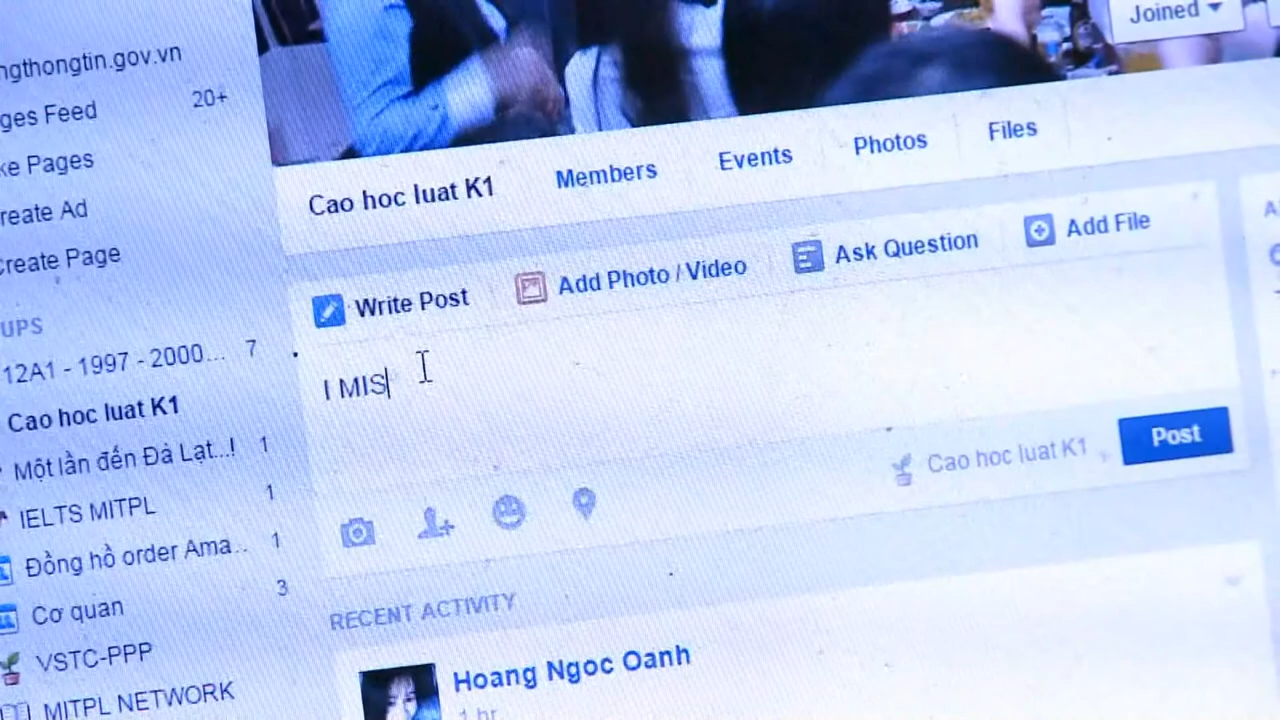 ngthongtin.gov.vn
ges Feed 20+
ke Pages
reate Ad
Create Page
UPS
12A1 - 1997 - 2000... 7
Cao hoc luat K1
Một lần đến Đà Lạt...! 1
IELTS MITPL 1
Đồng hồ order Ama... 1
Cơ quan 3
VSTC-PPP
MITPL NETWORK
Joined
Cao hoc luat K1 Members Events Photos Files
Write Post Add Photo / Video Ask Question Add File
I MIS
Cao hoc luat K1 Post
RECENT ACTIVITY
Hoang Ngoc Oanh
1 hr